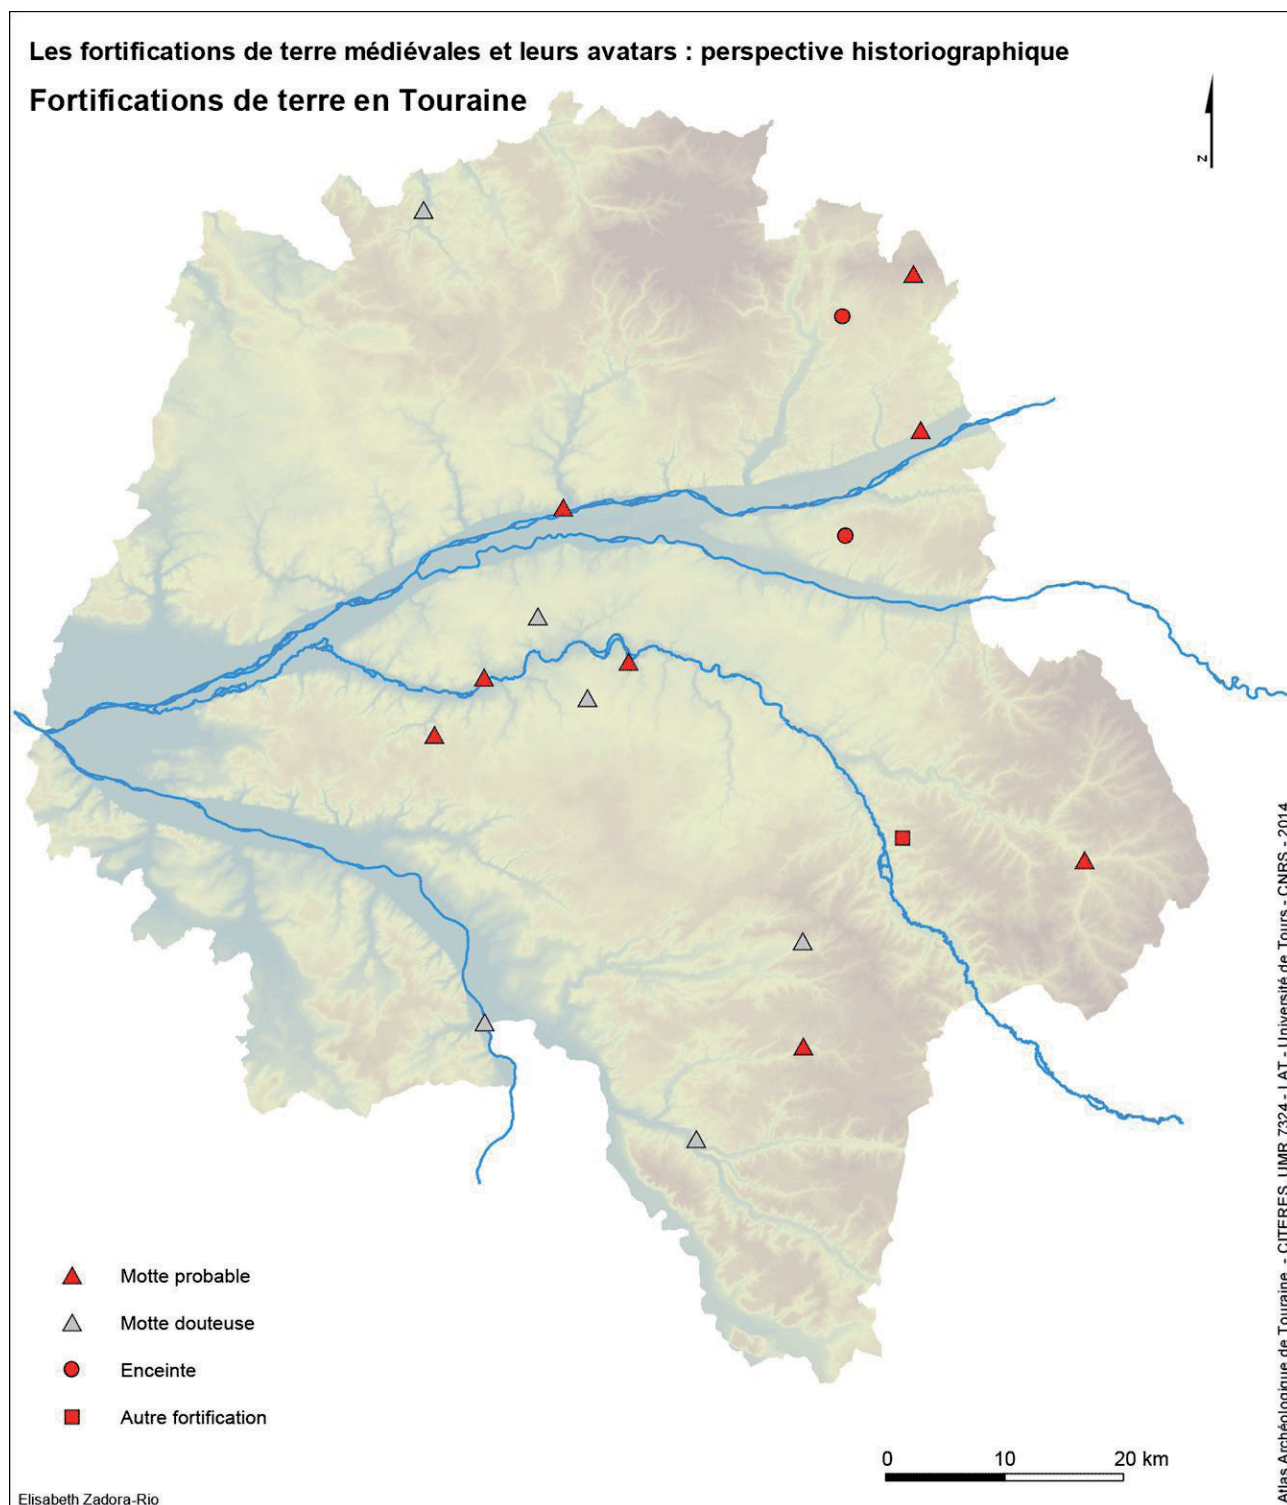 Les fortifications de terre médiévales et leurs avatars : perspective historiographique
Fortifications de terre en Touraine
z
Motte probable
Motte douteuse
Enceinte
Autre fortification
0 10 20 km
Elisabeth Zadora-Rio
Atlas Archéologique de Touraine - CITERES, UMR 7324 - LAT - Université de Tours - CNRS - 2014